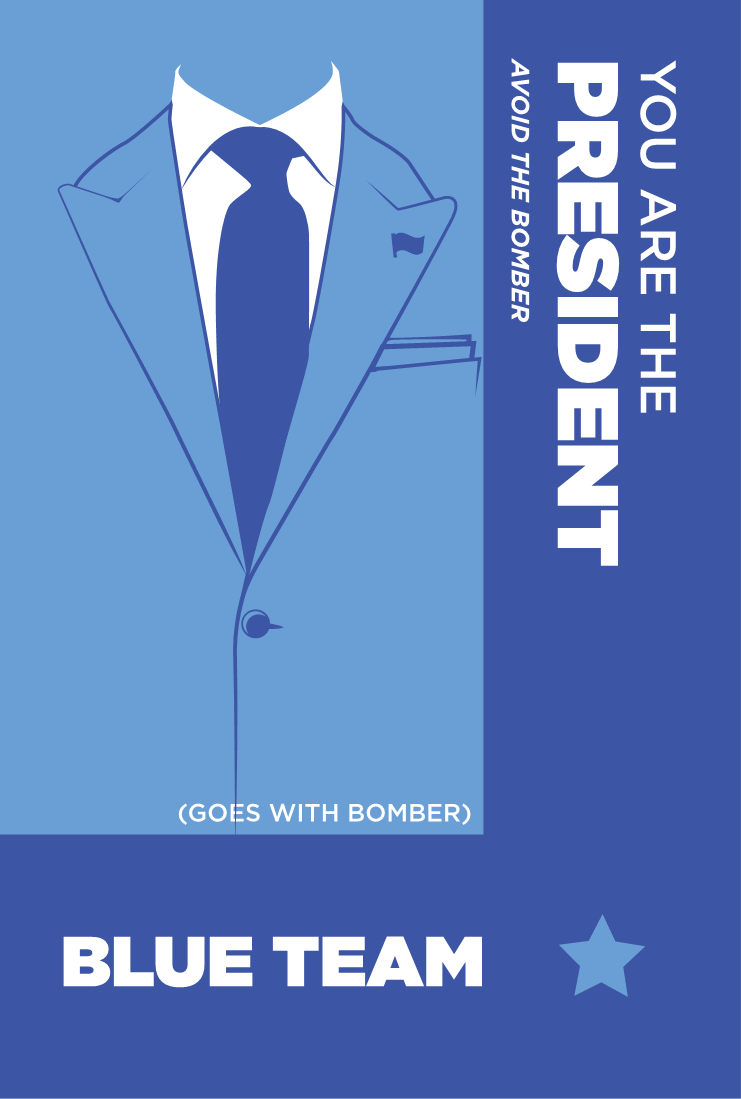 YOU ARE THE
PRESIDENT
AVOID THE BOMBER
(GOES WITH BOMBER)
BLUE TEAM